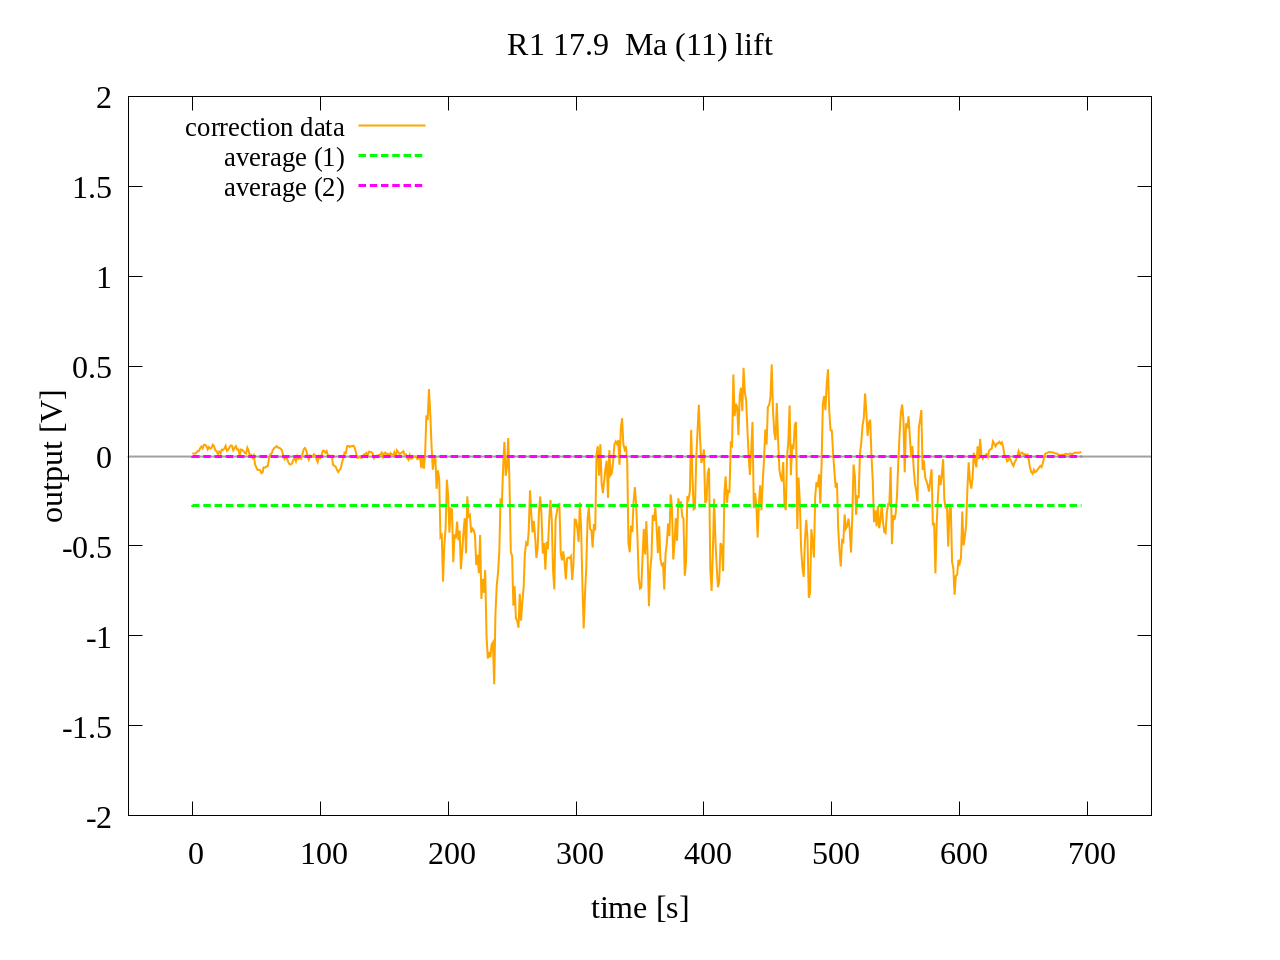 R1 17.9  Ma (11) lift
correction data
average (1)
average (2)
2
1.5
1
0.5
0
-0.5
-1
-1.5
-2
output [V]
0 100 200 300 400 500 600 700
time [s]